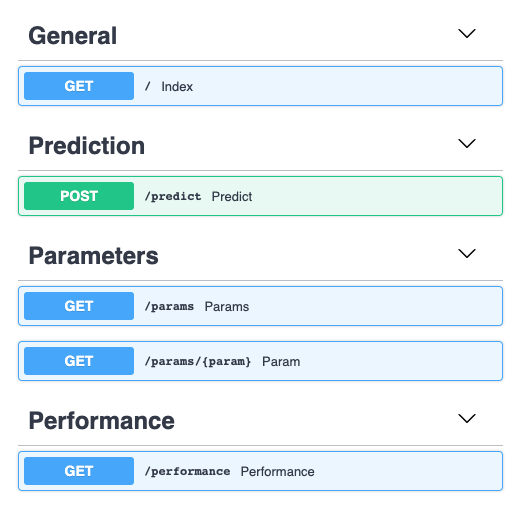 General
GET / Index
Prediction
POST /predict Predict
Parameters
GET /params Params
GET /params/{param} Param
Performance
GET /performance Performance